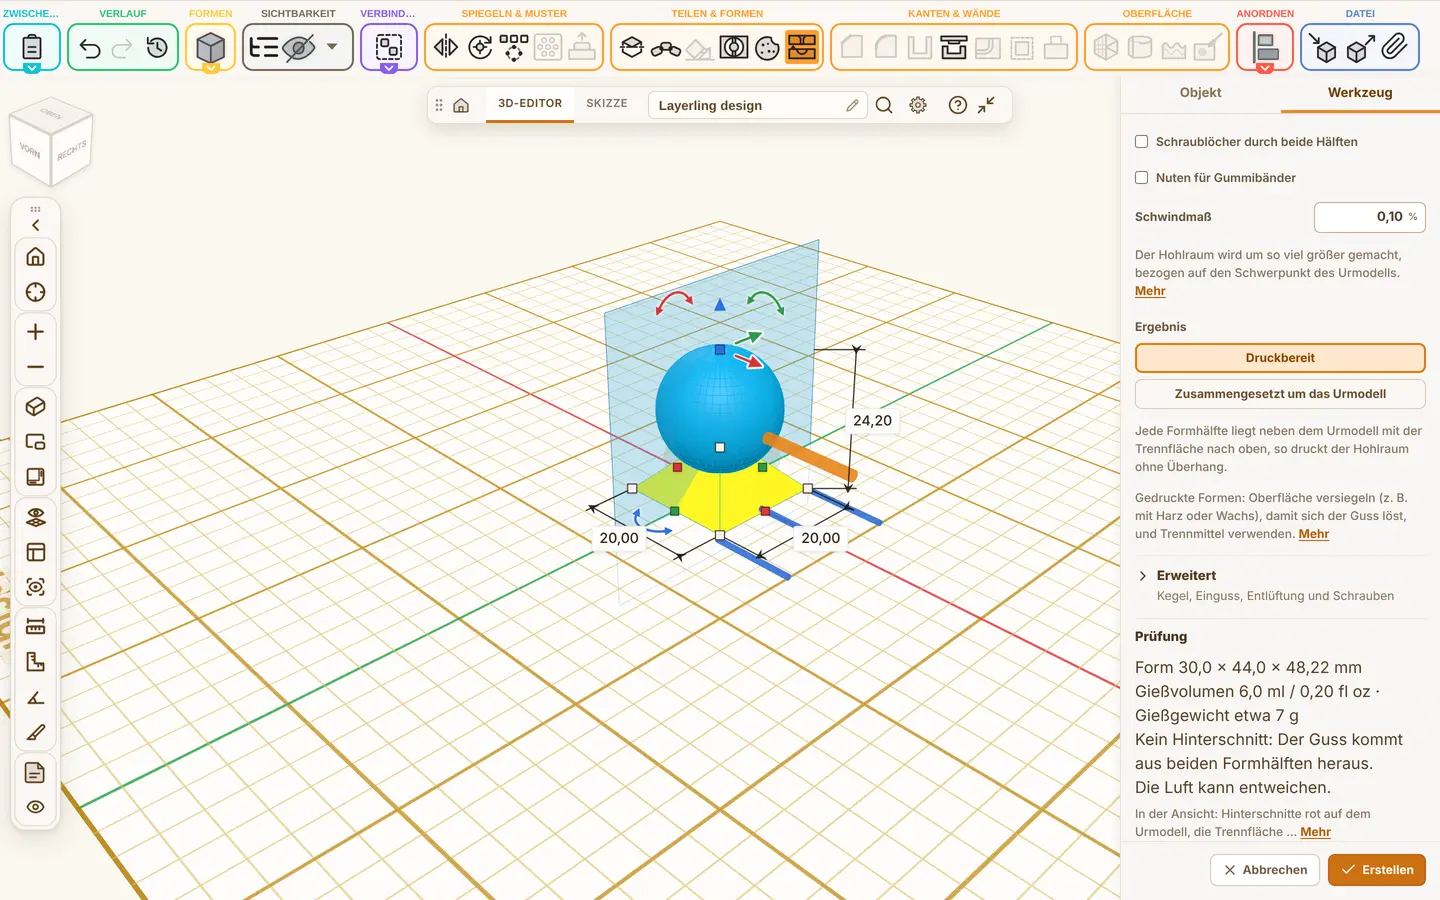 ZWISCHE...
VERLAUF
FORMEN
SICHTBARKEIT
VERBIND...
SPIEGELN & MUSTER
TEILEN & FORMEN
KANTEN & WÄNDE
OBERFLÄCHE
ANORDNEN
DATEI
3D-EDITOR
SKIZZE
Layerling design
OBEN
VORN
RECHTS
24,20
20,00
20,00
Objekt
Werkzeug
Schraublöcher durch beide Hälften
Nuten für Gummibänder
Schwindmaß
0,10 %
Der Hohlraum wird um so viel größer gemacht,
bezogen auf den Schwerpunkt des Urmodells.
Mehr
Ergebnis
Druckbereit
Zusammengesetzt um das Urmodell
Jede Formhälfte liegt neben dem Urmodell mit der
Trennfläche nach oben, so druckt der Hohlraum
ohne Überhang.
Gedruckte Formen: Oberfläche versiegeln (z. B.
mit Harz oder Wachs), damit sich der Guss löst,
und Trennmittel verwenden. Mehr
Erweitert
Kegel, Einguss, Entlüftung und Schrauben
Prüfung
Form 30,0 × 44,0 × 48,22 mm
Gießvolumen 6,0 ml / 0,20 fl oz ·
Gießgewicht etwa 7 g
Kein Hinterschnitt: Der Guss kommt
aus beiden Formhälften heraus.
Die Luft kann entweichen.
In der Ansicht: Hinterschnitte rot auf dem
Urmodell, die Trennfläche ... Mehr
Abbrechen
Erstellen